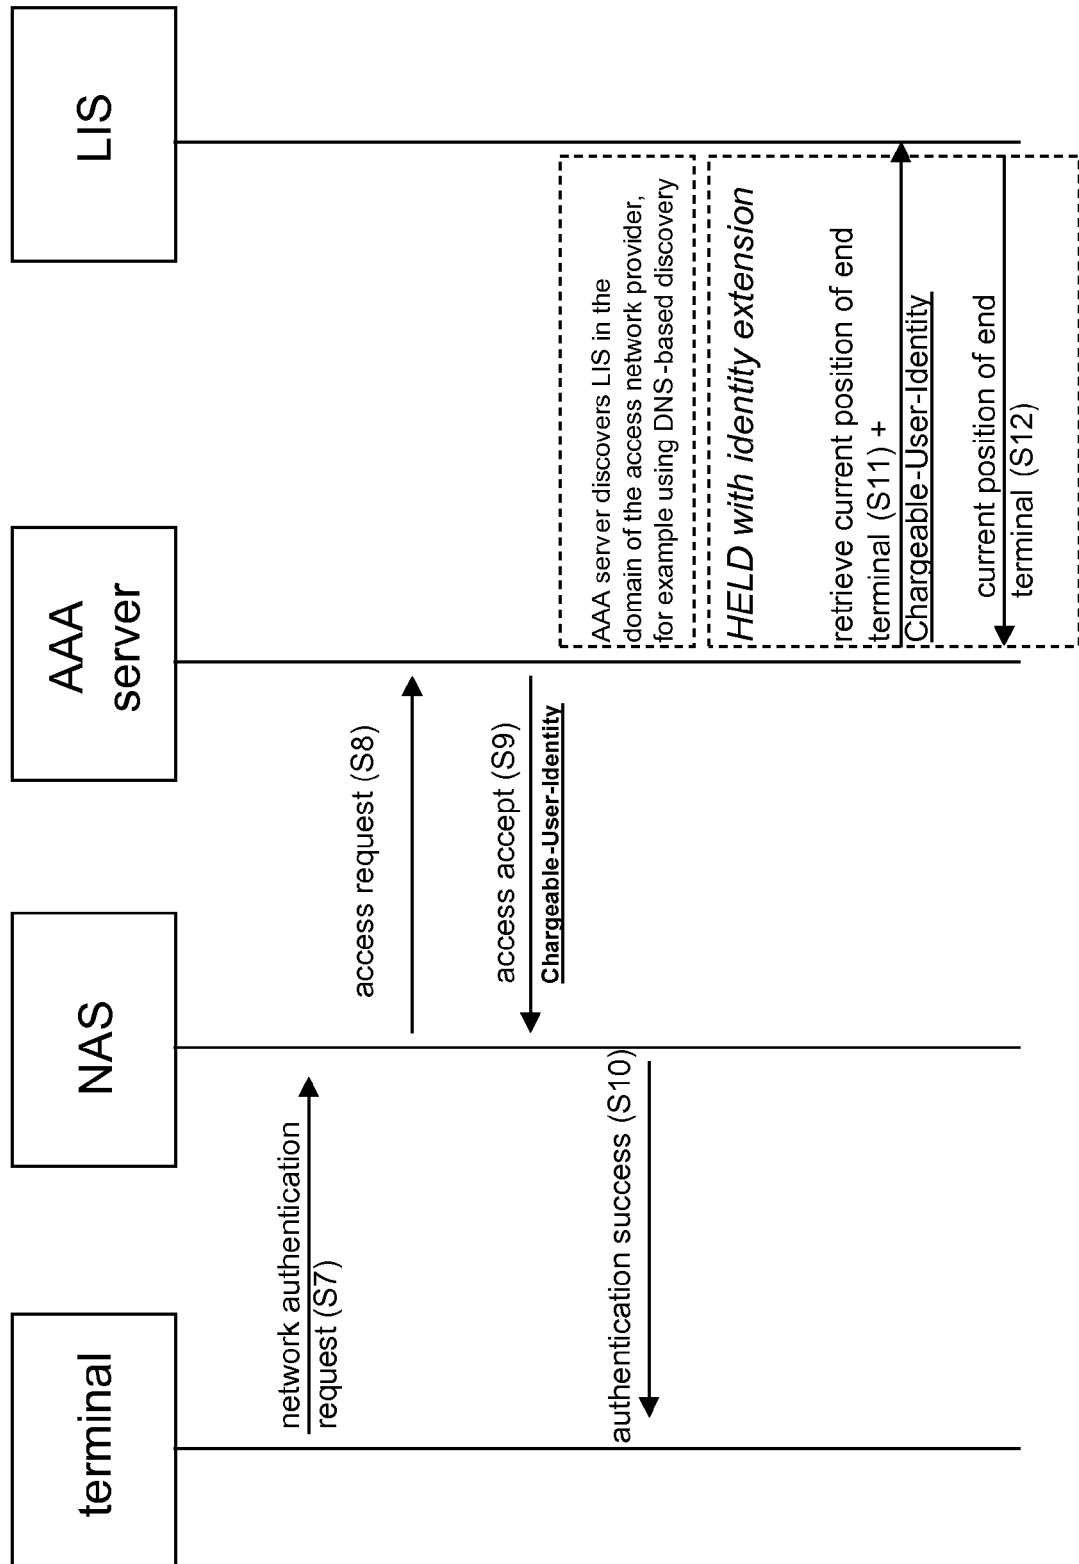 terminal
NAS
AAA
server
LIS
network authentication
request (S7)
access request (S8)
access accept (S9)
Chargeable-User-Identity
authentication success (S10)
AAA server discovers LIS in the
domain of the access network provider,
for example using DNS-based discovery
HELD with identity extension
retrieve current position of end
terminal (S11) +
Chargeable-User-Identity
current position of end
terminal (S12)